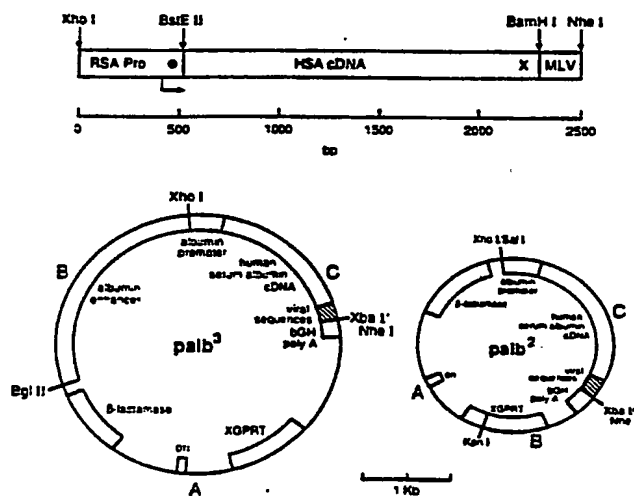 Xho I BstE II BamH I Nhe I
RSA Pro HSA cDNA X MLV
0 500 1000 1500 2000 2500
bp
Xho I
albumin
promoter
human
serum albumin
cDNA
viral
sequences
bGH
poly A
Xba I'
Nhe I
albumin
enhancer
B
C
palb3
Bgl II
β-lactamase
XGPRT
A
Xho I/Sal I
albumin
promoter
β-lactamase
human
serum albumin
cDNA
C
palb2
viral
sequences
bGH
poly A
Xba I'
Nhe
ori
A
XGPRT
Kpn I
B
1 Kb